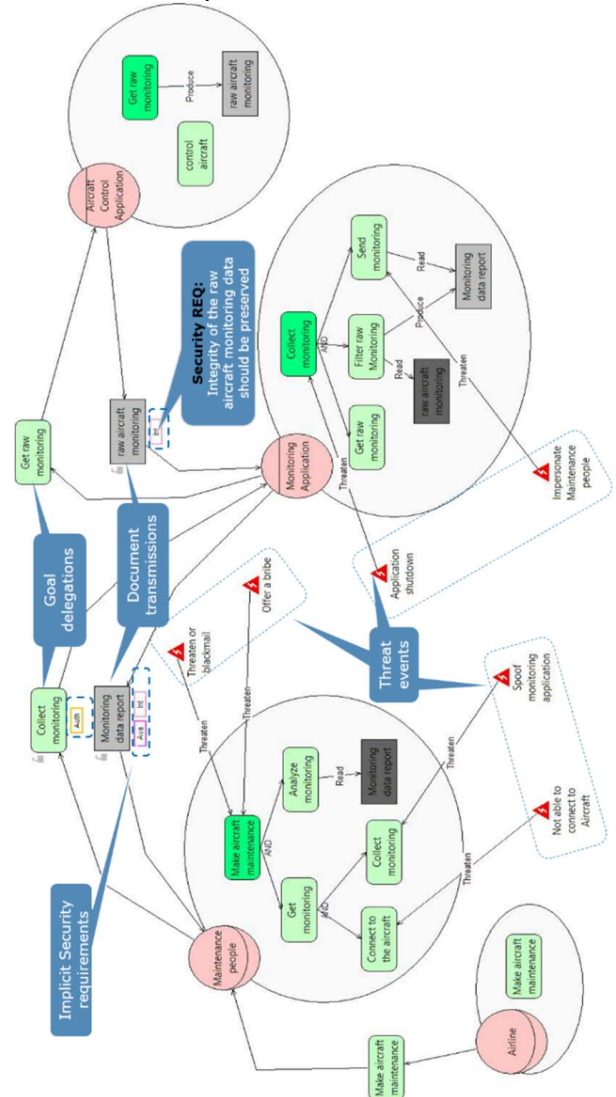 Implicit Security
requirements
Goal
delegations
Document
transmissions
Threat
events
Security REQ:
Integrity of the raw
aircraft monitoring data
should be preserved
Make aircraft
maintenance
Airline
Make aircraft
maintenance
Maintenance
people
Make aircraft
maintenance
AND
Get
monitoring
Analyze
monitoring
AND
Read
Connect to
the aircraft
Collect
monitoring
Monitoring
data report
Threaten
Threaten
Threaten
Threaten
Threaten or
blackmail
Offer a bribe
Not able to
connect to
Aircraft
Spoof
monitoring
application
Collect
monitoring
Auth
Monitoring
data report
Ava
Int
Get raw
monitoring
raw aircraft
monitoring
Int
Monitoring
Application
Collect
monitoring
AND
Get raw
monitoring
Filter raw
Monitoring
Send
monitoring
Read
Produce
Read
raw aircraft
monitoring
Monitoring
data report
Threaten
Threaten
Application
shutdown
Impersonate
Maintenance
people
Aircraft
Control
Application
Get raw
monitoring
Produce
control
aircraft
raw aircraft
monitoring